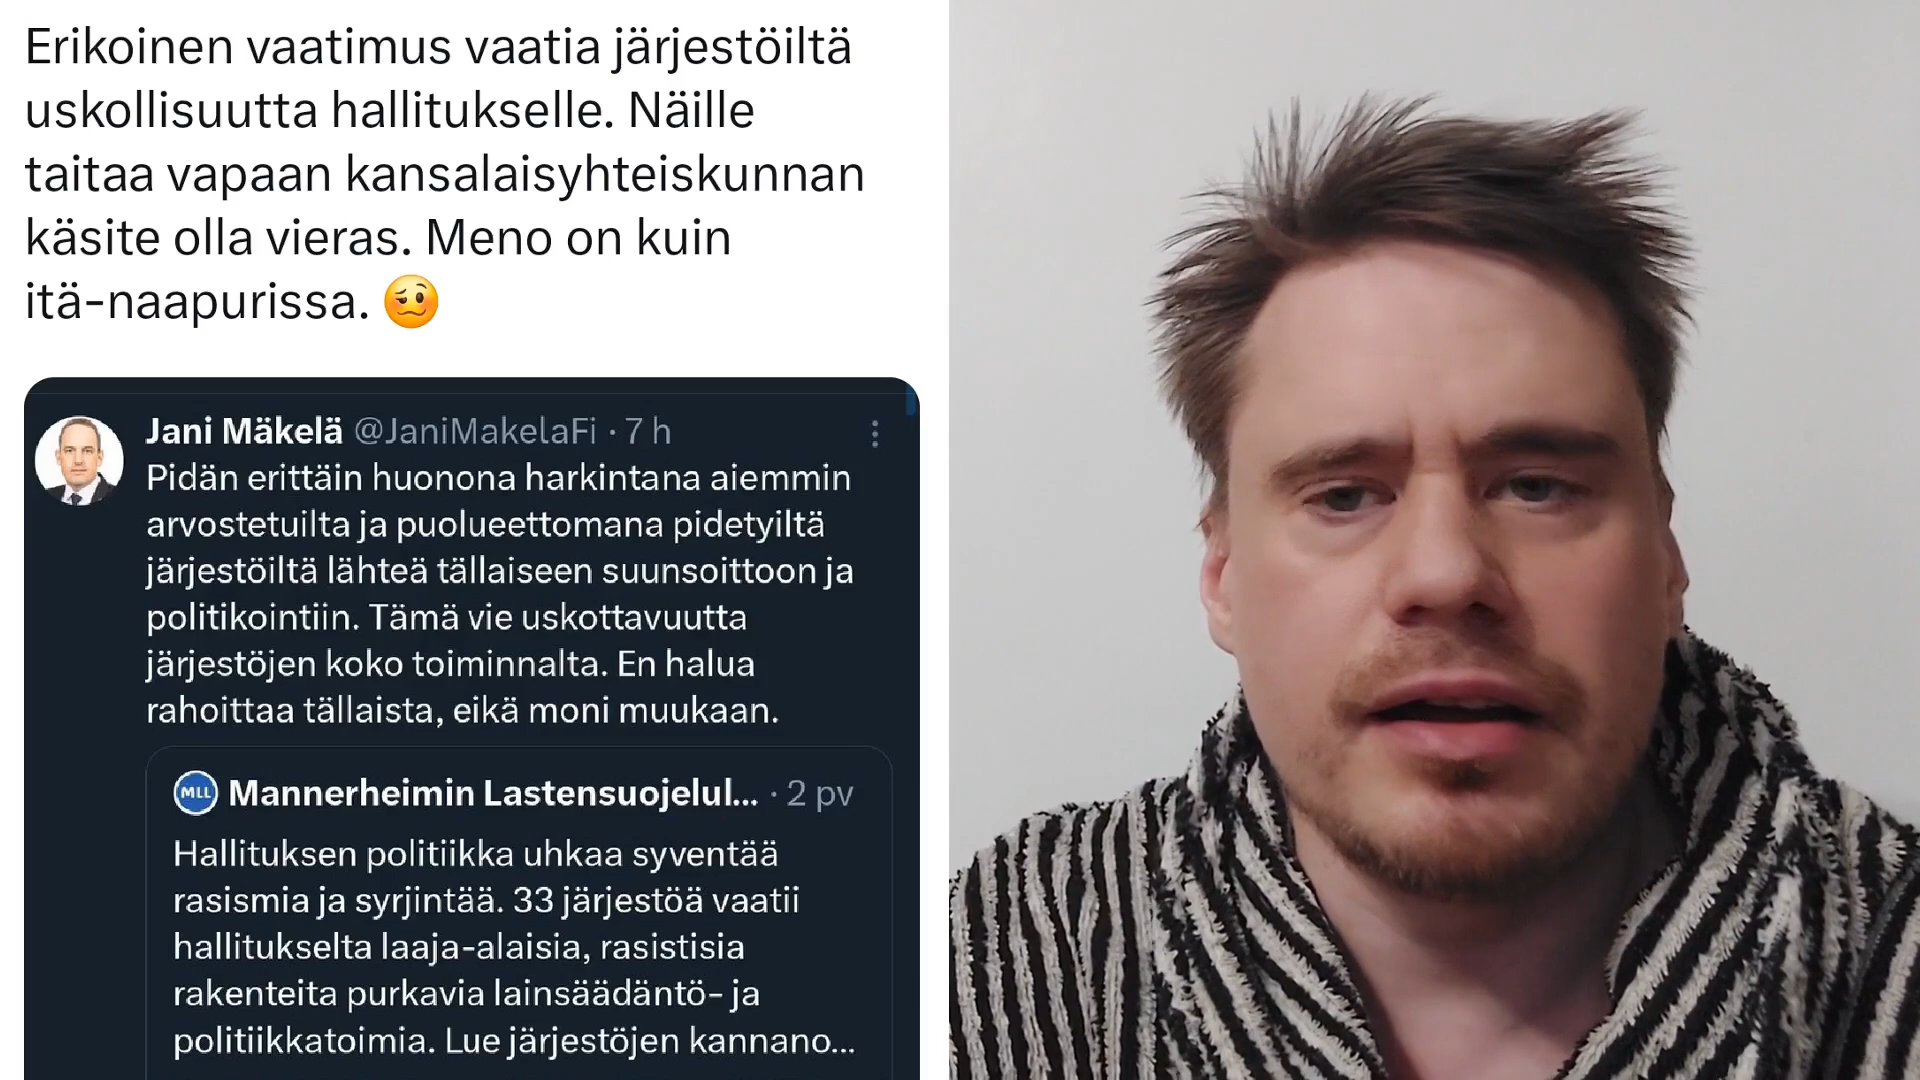 Erikoinen vaatimus vaatia järjestöiltä
uskollisuutta hallitukselle. Näille
taitaa vapaan kansalaisyhteiskunnan
käsite olla vieras. Meno on kuin
itä-naapurissa. 🥴
Jani Mäkelä @JaniMakelaFi · 7 h
Pidän erittäin huonona harkintana aiemmin
arvostetuilta ja puolueettomana pidetyiltä
järjestöiltä lähteä tällaiseen suunsoittoon ja
politikointiin. Tämä vie uskottavuutta
järjestöjen koko toiminnalta. En halua
rahoittaa tällaista, eikä moni muukaan.
MLL Mannerheimin Lastensuojelul... · 2 pv
Hallituksen politiikka uhkaa syventää
rasismia ja syrjintää. 33 järjestöä vaatii
hallitukselta laaja-alaisia, rasistisia
rakenteita purkavia lainsäädäntö- ja
politiikkatoimia. Lue järjestöjen kannano...